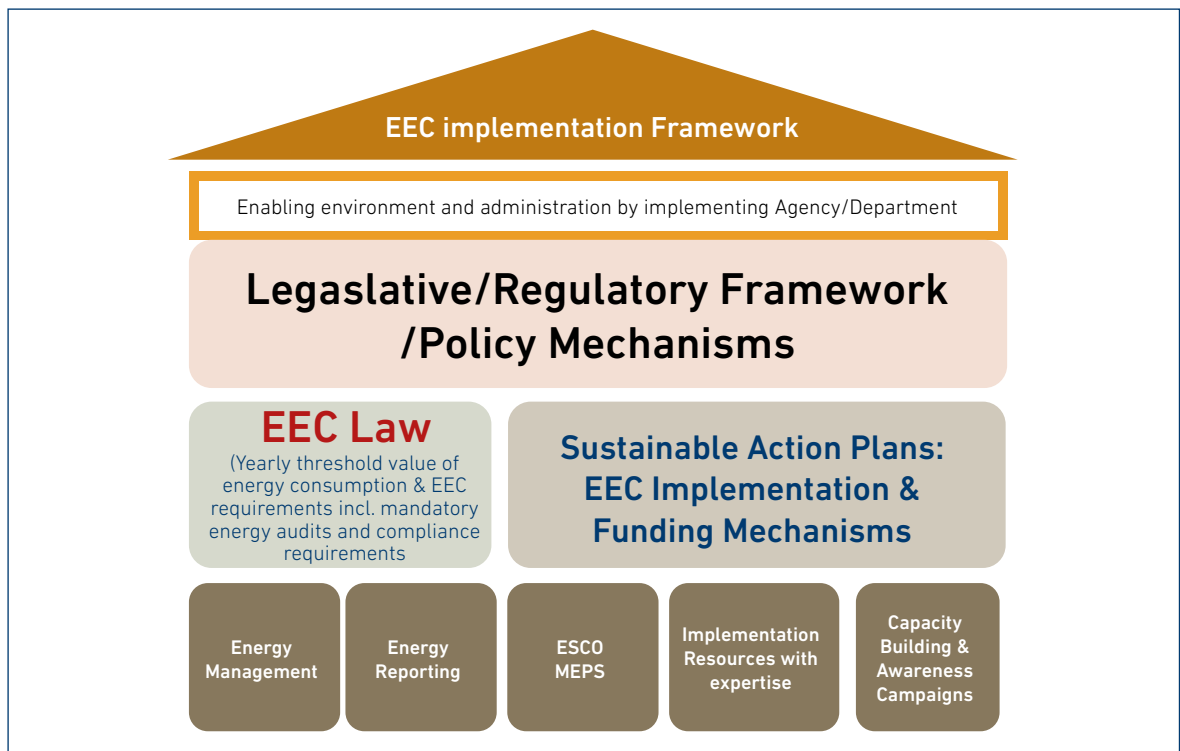 EEC implementation Framework
Enabling environment and administration by implementing Agency/Department
Legaslative/Regulatory Framework
/Policy Mechanisms
EEC Law
(Yearly threshold value of
energy consumption & EEC
requirements incl. mandatory
energy audits and compliance
requirements
Sustainable Action Plans:
EEC Implementation &
Funding Mechanisms
Energy
Management
Energy
Reporting
ESCO
MEPS
Implementation
Resources with
expertise
Capacity
Building &
Awareness
Campaigns